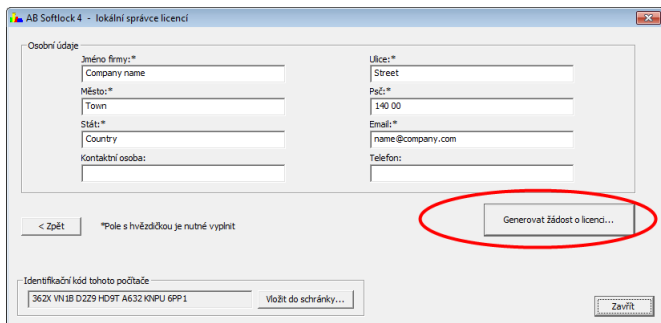 AB Softlock 4 - lokální správce licencí
Osobní údaje
Jméno firmy:*
Ulice:*
Company name
Street
Město:*
Psč:*
Town
140 00
Stát:*
Email:*
Country
name@company.com
Kontaktní osoba:
Telefon:
< Zpět
*Pole s hvězdičkou je nutné vyplnit
Generovat žádost o licenci...
Identifikační kód tohoto počítače
362X VN1B D2Z9 HD9T A632 KNPU 6PP1
Vložit do schránky...
Zavřít